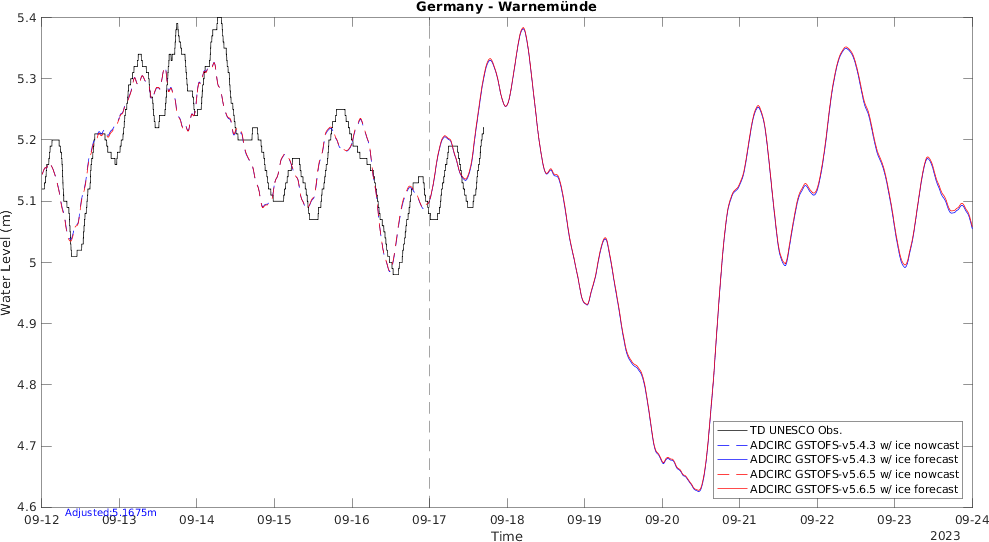 Germany - Warnemünde
5.4
5.3
5.2
5.1
5
4.9
4.8
4.7
4.6
Water Level (m)
TD UNESCO Obs.
ADCIRC GSTOFS-v5.4.3 w/ ice nowcast
ADCIRC GSTOFS-v5.4.3 w/ ice forecast
ADCIRC GSTOFS-v5.6.5 w/ ice nowcast
ADCIRC GSTOFS-v5.6.5 w/ ice forecast
Adjusted:5.1675m
09-12 09-13 09-14 09-15 09-16 09-17 09-18 09-19 09-20 09-21 09-22 09-23 09-24
Time
2023